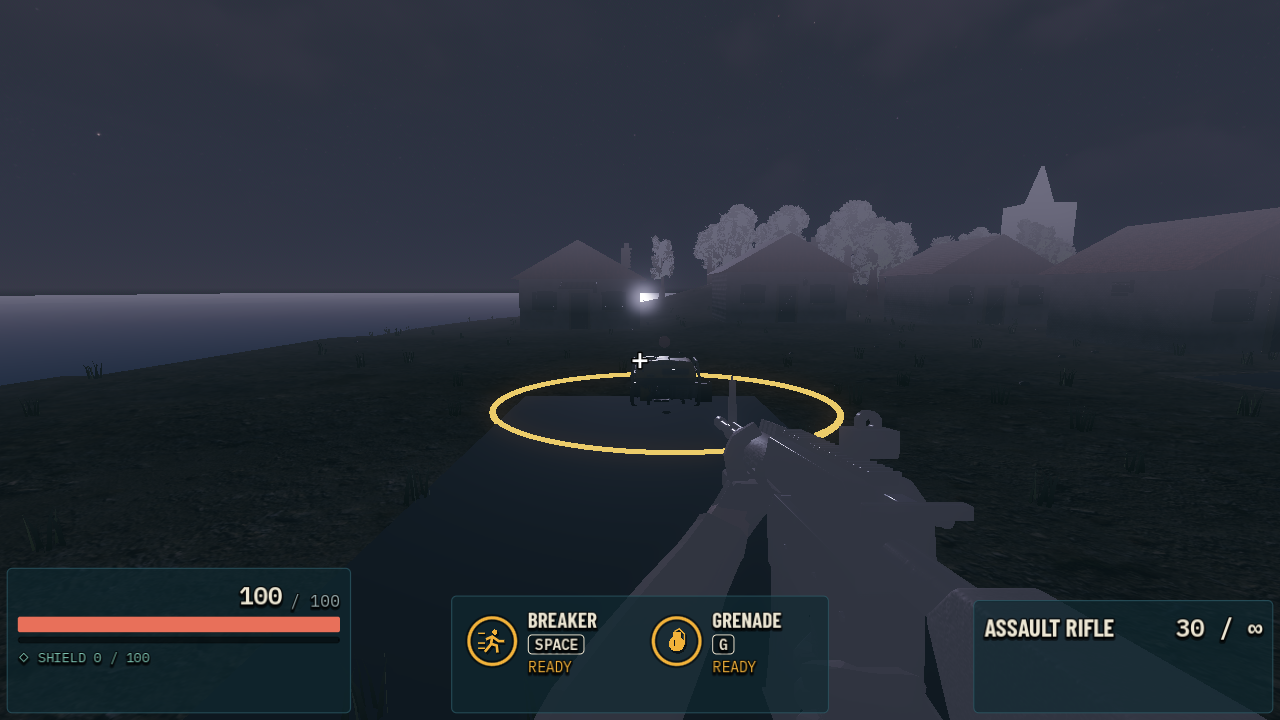 100 / 100
◇ SHIELD 0 / 100
BREAKER
SPACE
READY
GRENADE
G
READY
ASSAULT RIFLE 30 / ∞